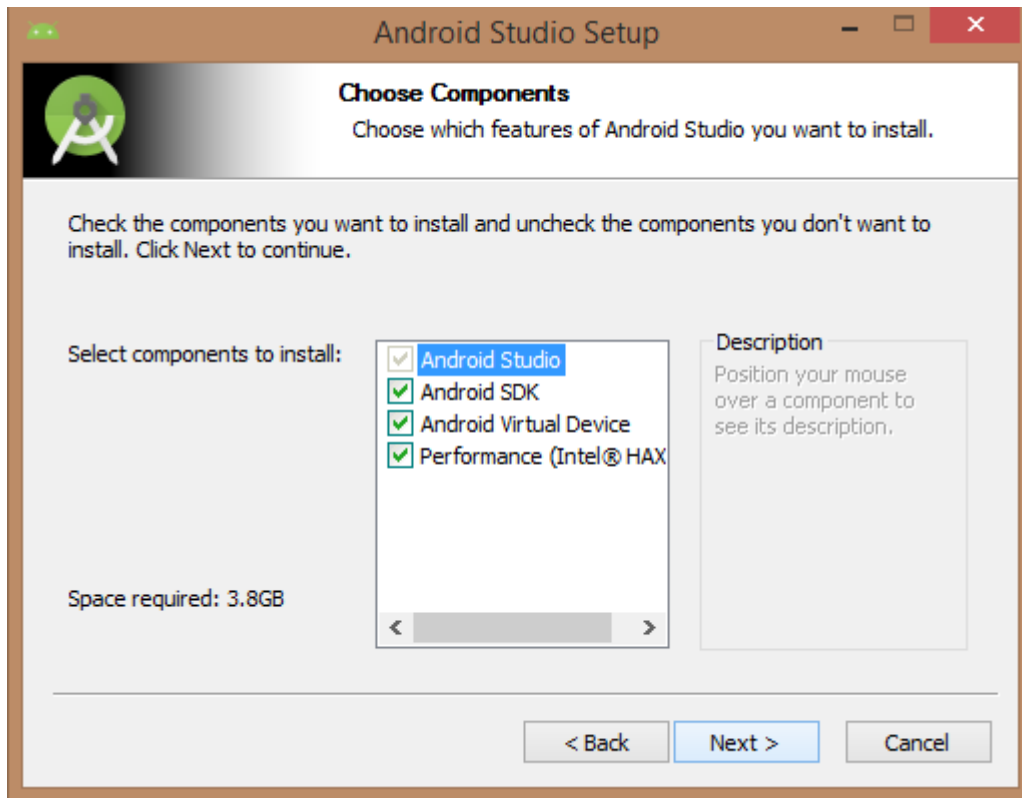 Android Studio Setup
Choose Components
Choose which features of Android Studio you want to install.
Check the components you want to install and uncheck the components you don't want to
install. Click Next to continue.
Select components to install:
Android Studio
Android SDK
Android Virtual Device
Performance (Intel® HAX
Description
Position your mouse
over a component to
see its description.
Space required: 3.8GB
< Back
Next >
Cancel